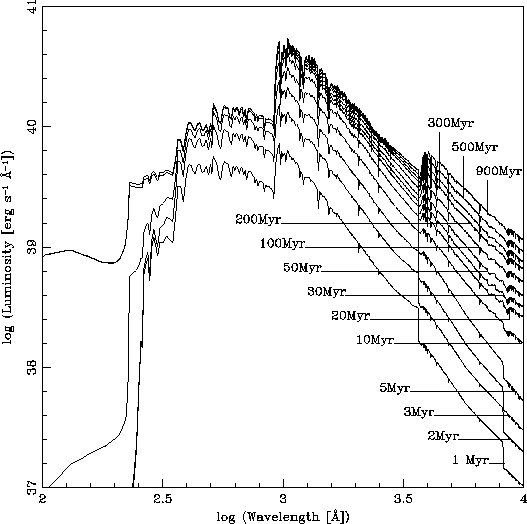 41
40
39
38
37
log (Luminosity [erg s⁻¹ Å⁻¹])
300Myr
500Myr
900Myr
200Myr
100Myr
50Myr
30Myr
20Myr
10Myr
5Myr
3Myr
2Myr
1 Myr
2
2.5
3
3.5
4
log (Wavelength [Å])